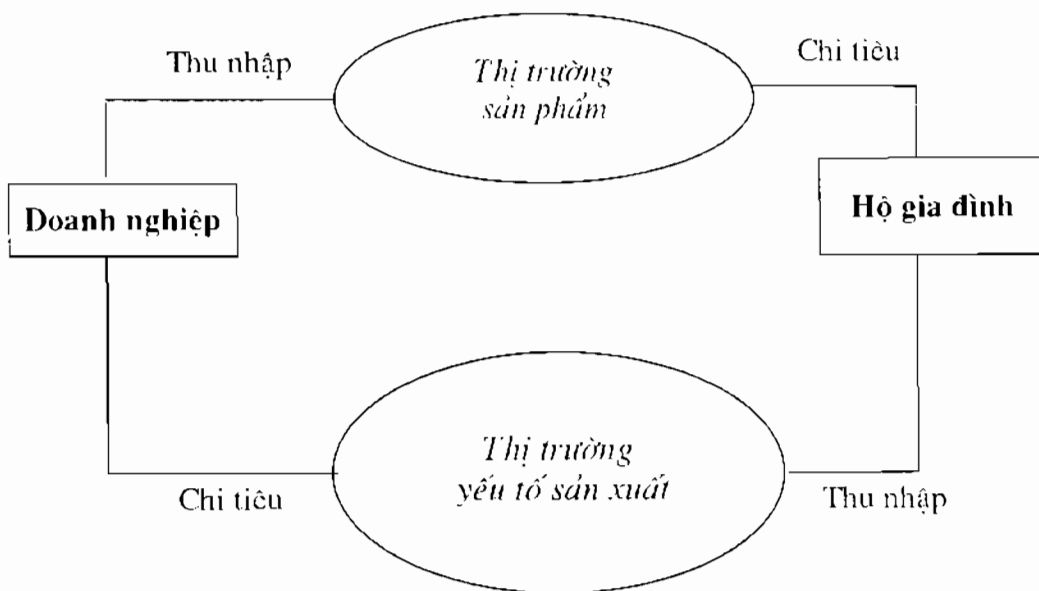 Thu nhập
Thị trường
sản phẩm
Chi tiêu
Doanh nghiệp
Hộ gia đình
Thị trường
yếu tố sản xuất
Chi tiêu
Thu nhập